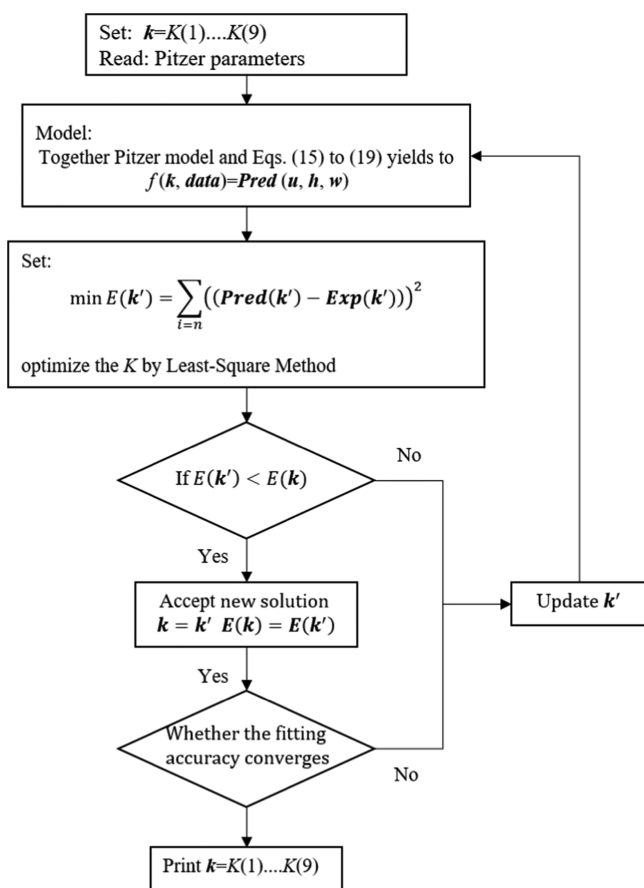 Set: k=K(1)....K(9)
Read: Pitzer parameters
Model:
Together Pitzer model and Eqs. (15) to (19) yields to
f(k, data)=Pred (u, h, w)
Set:
min E(k′) = ∑((Pred(k′) − Exp(k′)))²
i=n
optimize the K by Least-Square Method
If E(k′) < E(k)
No
Yes
Accept new solution
k = k′ E(k) = E(k′)
Update k′
Yes
Whether the fitting
accuracy converges
No
Print k=K(1)....K(9)